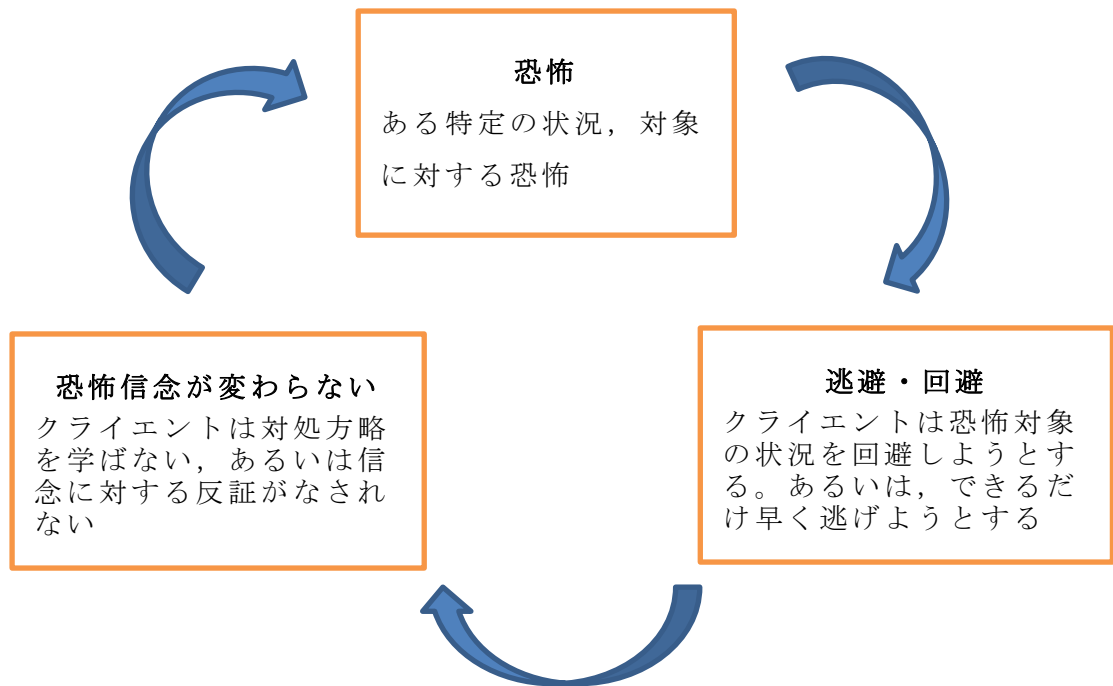 恐怖
ある特定の状況，対象
に対する恐怖
逃避・回避
クライエントは恐怖対象
の状況を回避しようとす
る。あるいは，できるだ
け早く逃げようとする
恐怖信念が変わらない
クライエントは対処方略
を学ばない，あるいは信
念に対する反証がなされ
ない